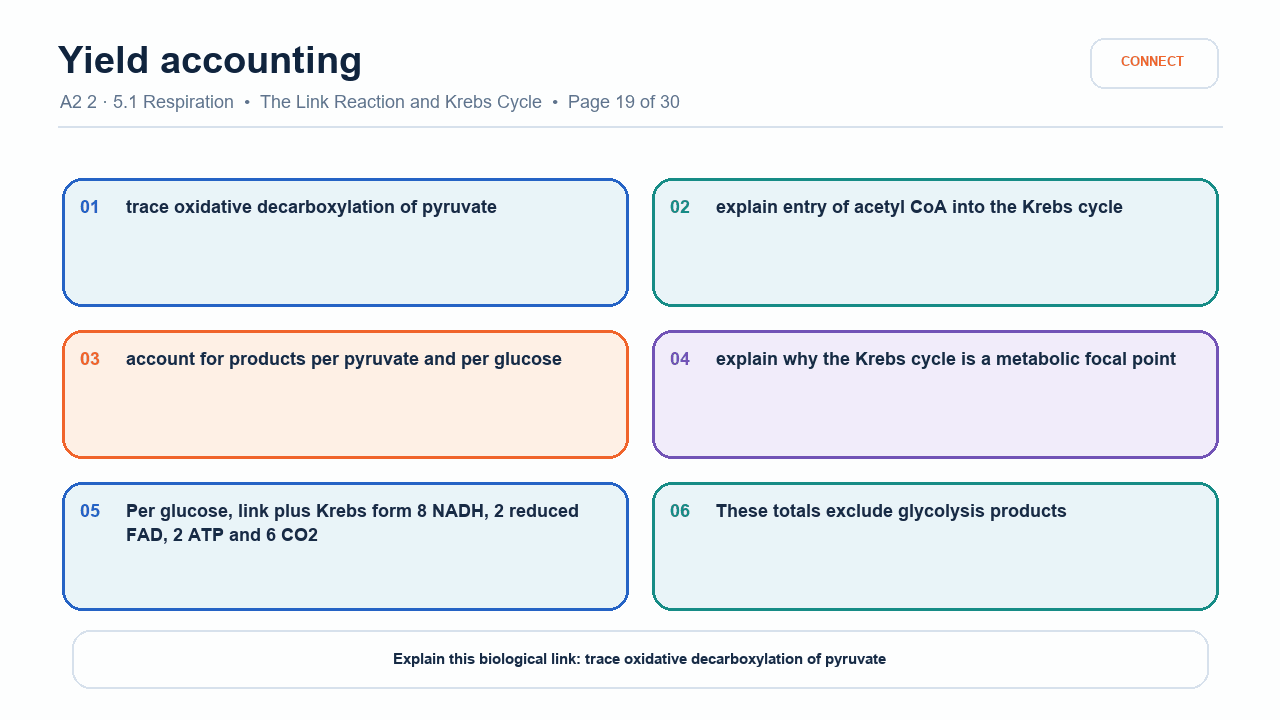 Yield accounting
CONNECT
A2 2 · 5.1 Respiration • The Link Reaction and Krebs Cycle • Page 19 of 30
01 trace oxidative decarboxylation of pyruvate
02 explain entry of acetyl CoA into the Krebs cycle
03 account for products per pyruvate and per glucose
04 explain why the Krebs cycle is a metabolic focal point
05 Per glucose, link plus Krebs form 8 NADH, 2 reduced
FAD, 2 ATP and 6 CO2
06 These totals exclude glycolysis products
Explain this biological link: trace oxidative decarboxylation of pyruvate